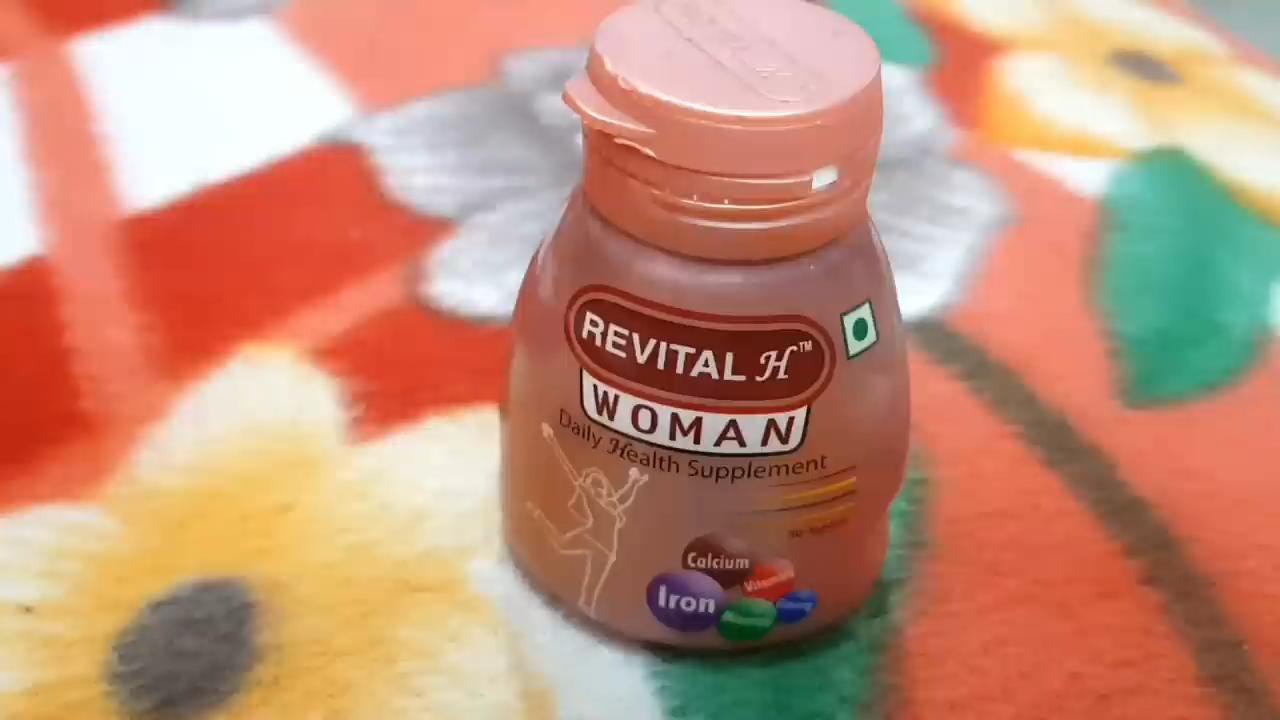 REVITAL H™
WOMAN
Daily Health Supplement
Calcium
Vitamins
Iron